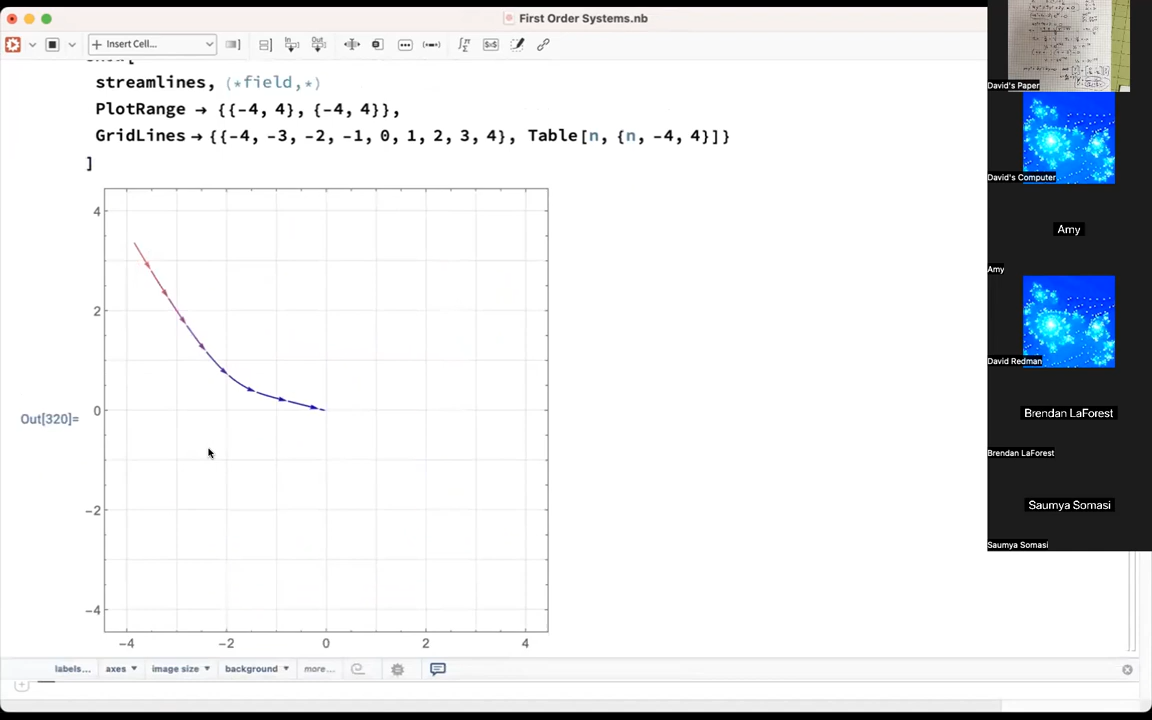 First Order Systems.nb
Insert Cell...
streamlines, (*field,*)
PlotRange → {{-4, 4}, {-4, 4}},
GridLines → {{-4, -3, -2, -1, 0, 1, 2, 3, 4}, Table[n, {n, -4, 4}]}
]
4
2
0
-2
-4
-4 -2 0 2 4
Out[320]=
labels... axes image size background more...
David's Paper
David's Computer
Amy
Amy
David Redman
Brendan LaForest
Brendan LaForest
Saumya Somasi
Saumya Somasi